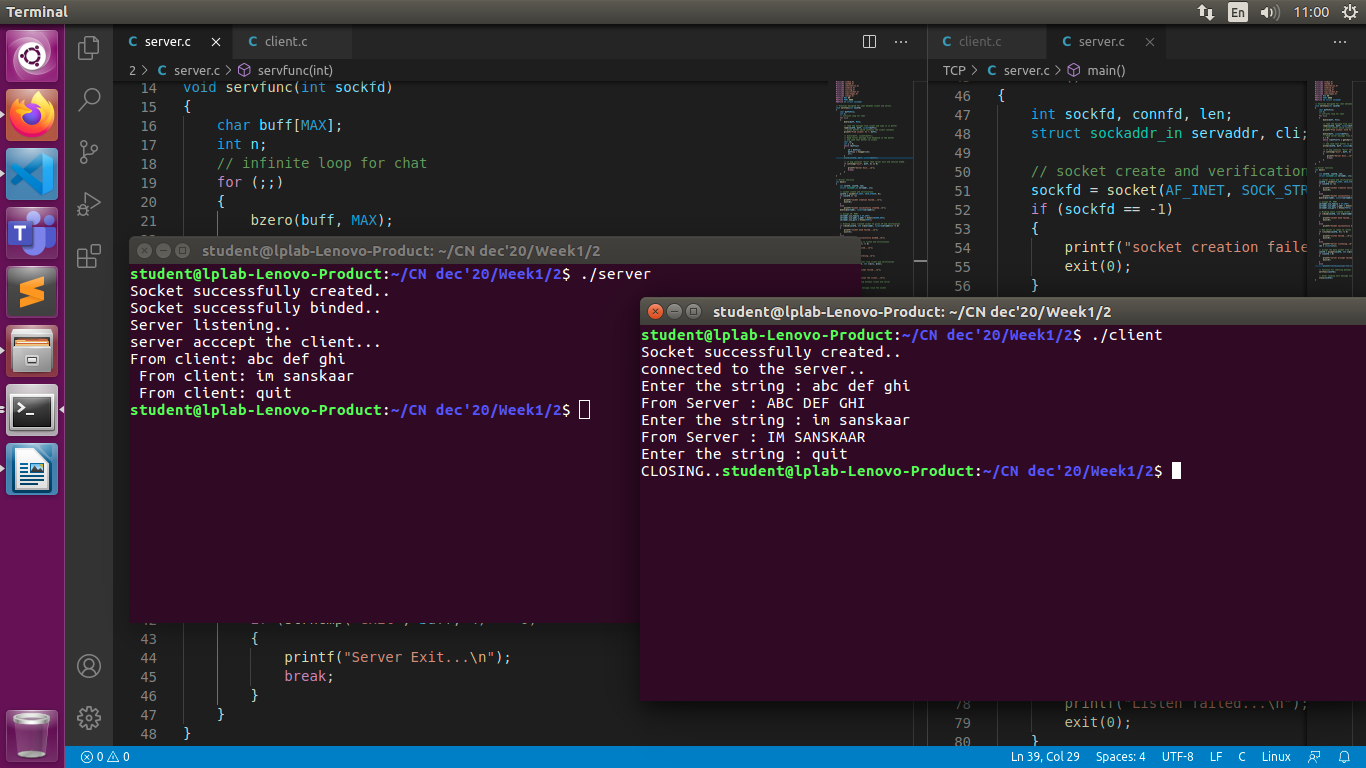 Terminal
En
11:00
C server.c ×
C client.c
2 > C server.c > servfunc(int)
14 void servfunc(int sockfd)
15 {
16 char buff[MAX];
17 int n;
18 // infinite loop for chat
19 for (;;)
20 {
21 bzero(buff, MAX);
C client.c
C server.c ×
TCP > C server.c > main()
46 {
47 int sockfd, connfd, len;
48 struct sockaddr_in servaddr, cli;
49
50 // socket create and verification
51 sockfd = socket(AF_INET, SOCK_STR
52 if (sockfd == -1)
53 {
54 printf("socket creation faile
55 exit(0);
56 }
student@lplab-Lenovo-Product: ~/CN dec'20/Week1/2
student@lplab-Lenovo-Product:~/CN dec'20/Week1/2$ ./server
Socket successfully created..
Socket successfully binded..
Server listening..
server acccept the client...
From client: abc def ghi
From client: im sanskaar
From client: quit
student@lplab-Lenovo-Product:~/CN dec'20/Week1/2$
student@lplab-Lenovo-Product: ~/CN dec'20/Week1/2
student@lplab-Lenovo-Product:~/CN dec'20/Week1/2$ ./client
Socket successfully created..
connected to the server..
Enter the string : abc def ghi
From Server : ABC DEF GHI
Enter the string : im sanskaar
From Server : IM SANSKAAR
Enter the string : quit
CLOSING..student@lplab-Lenovo-Product:~/CN dec'20/Week1/2$
43 {
44 printf("Server Exit...\n");
45 break;
46 }
47 }
48 }
78 printf("Listen failed...\n");
79 exit(0);
80 }
0 0
Ln 39, Col 29
Spaces: 4
UTF-8
LF
C
Linux